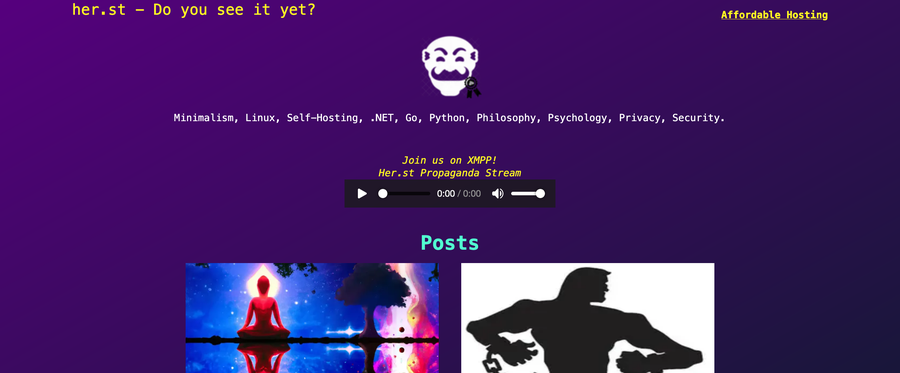 her.st – Do you see it yet?
Affordable Hosting
Minimalism, Linux, Self-Hosting, .NET, Go, Python, Philosophy, Psychology, Privacy, Security.
Join us on XMPP!
Her.st Propaganda Stream
0:00 / 0:00
Posts